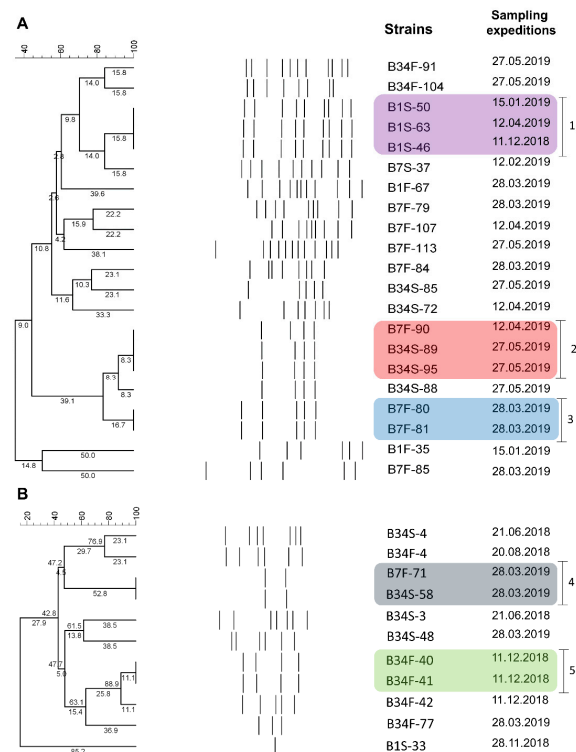 A
Strains
Sampling
expeditions
40 60 80 100
B34F-91 27.05.2019
15.8
14.0
15.8
B34F-104 27.05.2019
9.8
B1S-50 15.01.2019
15.8
B1S-63 12.04.2019
1
2.8
14.0
B1S-46 11.12.2018
15.8
B7S-37 12.02.2019
2.6
39.6
B1F-67 28.03.2019
22.2
B7F-79 28.03.2019
15.9
22.2
B7F-107 12.04.2019
4.2
38.1
B7F-113 27.05.2019
10.8
23.1
B7F-84 28.03.2019
10.3
23.1
B34S-85 27.05.2019
11.6
33.3
B34S-72 12.04.2019
9.0
B7F-90 12.04.2019
B34S-89 27.05.2019
2
8.3
B34S-95 27.05.2019
8.3
8.3
B34S-88 27.05.2019
39.1
B7F-80 28.03.2019
3
16.7
B7F-81 28.03.2019
50.0
B1F-35 15.01.2019
14.8
50.0
B7F-85 28.03.2019
B
20 40 60 80 100
B34S-4 21.06.2018
76.9 23.1
29.7
23.1
B34F-4 20.08.2018
47.2
4.5
B7F-71 28.03.2019
4
52.8
B34S-58 28.03.2019
42.8
27.9
61.5 38.5
B34S-3 21.06.2018
13.8
38.5
B34S-48 28.03.2019
47.7
5.0
B34F-40 11.12.2018
5
88.9 11.1
25.8
B34F-41 11.12.2018
63.1
15.4
11.1
B34F-42 11.12.2018
36.9
B34F-77 28.03.2019
85.2
B1S-33 28.11.2018